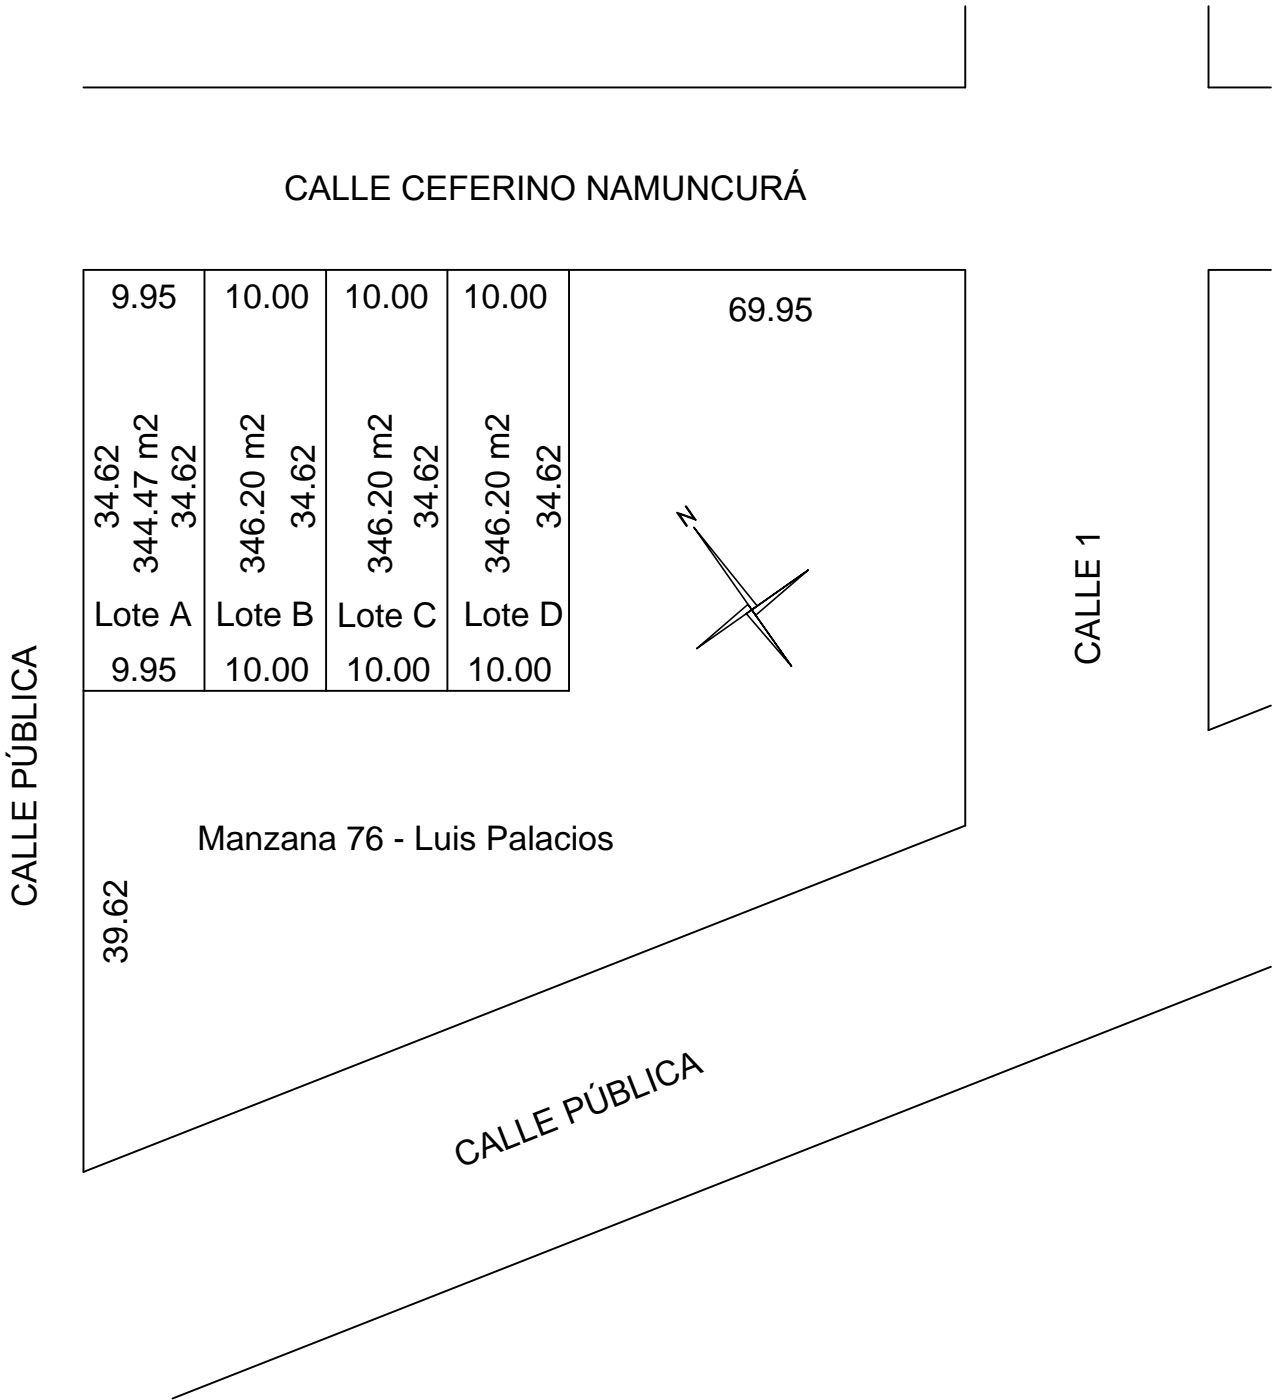 CALLE CEFERINO NAMUNCURÁ
9.95
10.00
10.00
10.00
69.95
34.62
344.47 m2
34.62
346.20 m2
34.62
346.20 m2
34.62
346.20 m2
34.62
N
CALLE 1
Lote A
Lote B
Lote C
Lote D
9.95
10.00
10.00
10.00
CALLE PÚBLICA
Manzana 76 - Luis Palacios
39.62
CALLE PÚBLICA